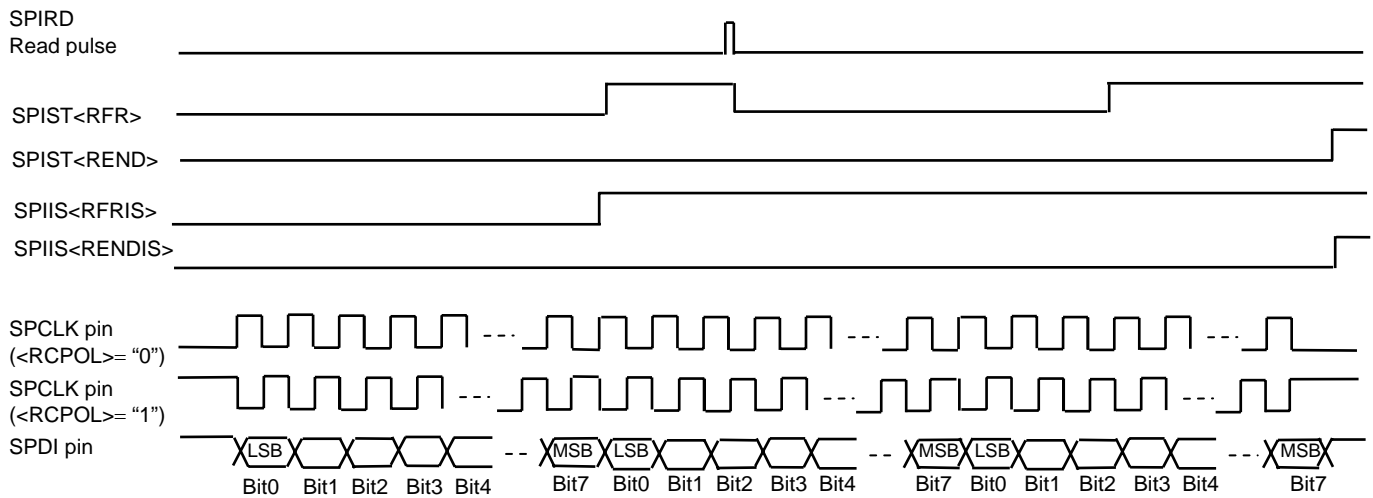 SPIRD
Read pulse
SPIST<RFR>
SPIST<REND>
SPIIS<RFRIS>
SPIIS<RENDIS>
SPCLK pin
(<RCPOL>= “0”)
SPCLK pin
(<RCPOL>= “1”)
SPDI pin
LSB MSB LSB MSB LSB MSB
Bit0 Bit1 Bit2 Bit3 Bit4 Bit7 Bit0 Bit1 Bit2 Bit3 Bit4 Bit7 Bit0 Bit1 Bit2 Bit3 Bit4 Bit7